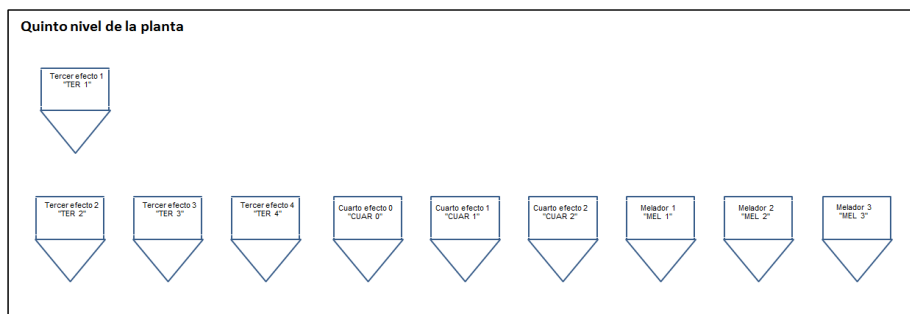 Quinto nivel de la planta
Tercer efecto 1
"TER 1"
Tercer efecto 2
"TER 2"
Tercer efecto 3
"TER 3"
Tercer efecto 4
"TER 4"
Cuarto efecto 0
"CUAR 0"
Cuarto efecto 1
"CUAR 1"
Cuarto efecto 2
"CUAR 2"
Melador 1
"MEL 1"
Melador 2
"MEL 2"
Melador 3
"MEL 3"